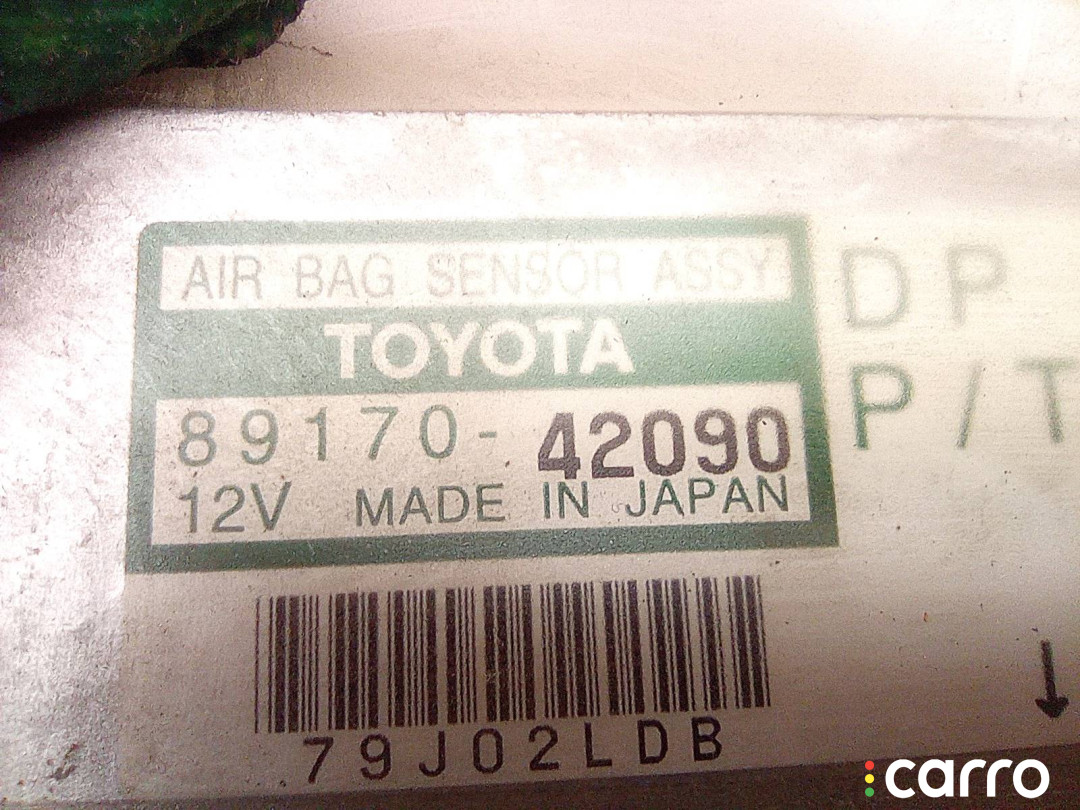 AIR BAG SENSOR ASSY
TOYOTA
89170-42090
12V MADE IN JAPAN
DP
P/T
79J02LDB
carro